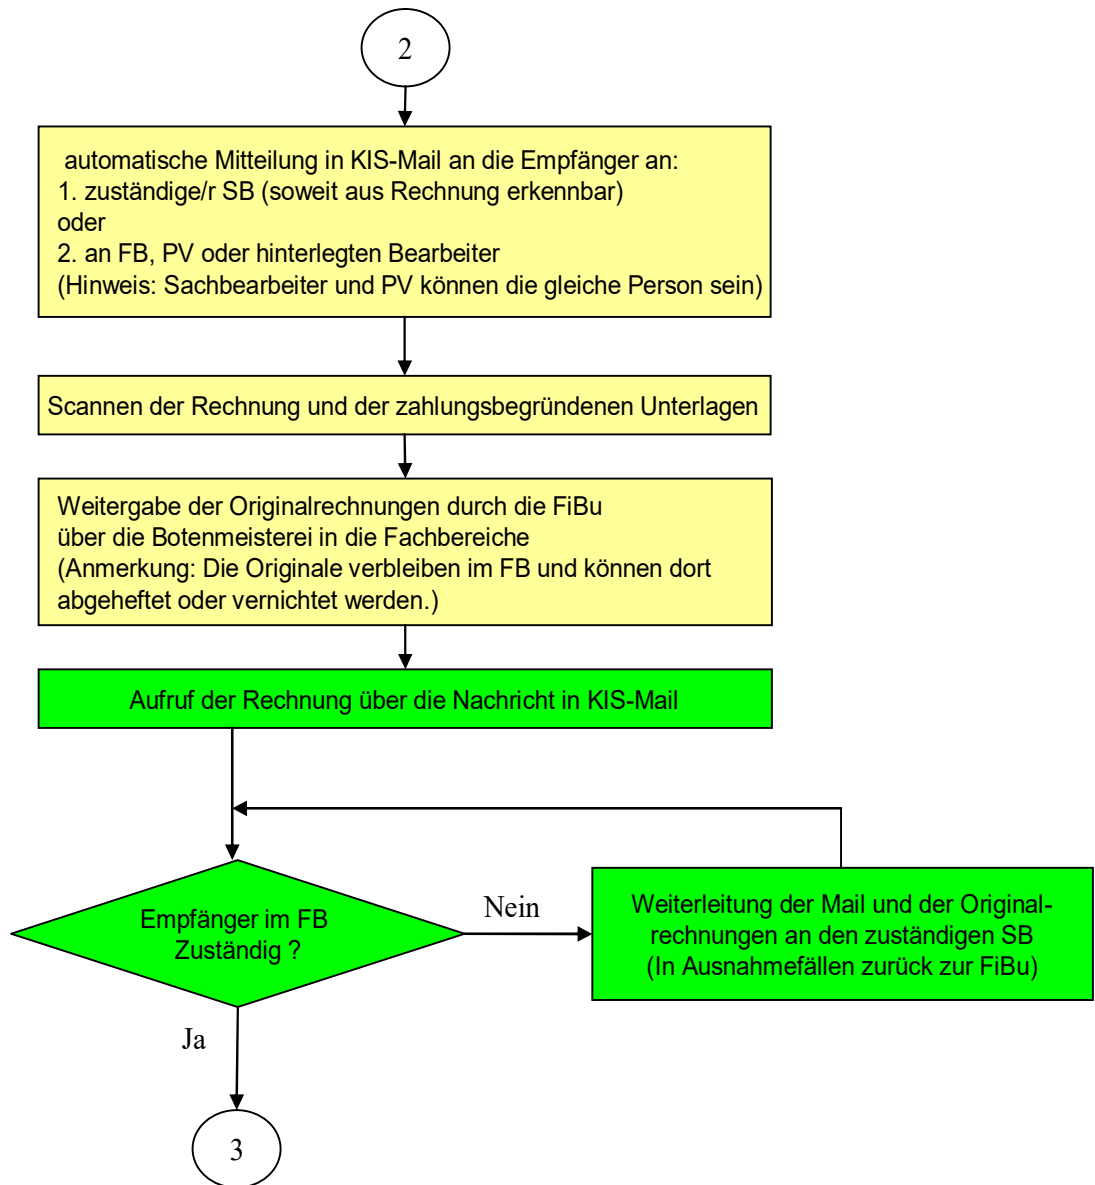 2
automatische Mitteilung in KIS-Mail an die Empfänger an:
1. zuständige/r SB (soweit aus Rechnung erkennbar)
oder
2. an FB, PV oder hinterlegten Bearbeiter
(Hinweis: Sachbearbeiter und PV können die gleiche Person sein)
Scannen der Rechnung und der zahlungsbegründenen Unterlagen
Weitergabe der Originalrechnungen durch die FiBu
über die Botenmeisterei in die Fachbereiche
(Anmerkung: Die Originale verbleiben im FB und können dort
abgeheftet oder vernichtet werden.)
Aufruf der Rechnung über die Nachricht in KIS-Mail
Empfänger im FB
Zuständig ?
Nein
Weiterleitung der Mail und der Original-
rechnungen an den zuständigen SB
(In Ausnahmefällen zurück zur FiBu)
Ja
3